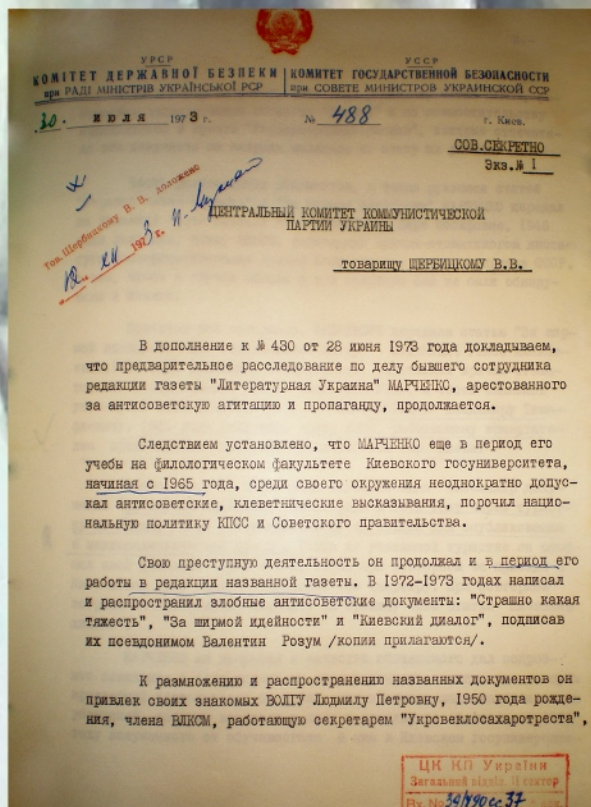 УРСР
КОМІТЕТ ДЕРЖАВНОЇ БЕЗПЕКИ
при РАДІ МІНІСТРІВ УКРАЇНСЬКОЇ РСР
УССР
КОМИТЕТ ГОСУДАРСТВЕННОЙ БЕЗОПАСНОСТИ
при СОВЕТЕ МИНИСТРОВ УКРАИНСКОЙ ССР
30. июля 1973 г. № 488 г. Киев.
СОВ.СЕКРЕТНО
Экз.№ 1
Тов. Щербицкому В. В. доложено
1973 г.
ЦЕНТРАЛЬНЫЙ КОМИТЕТ КОММУНИСТИЧЕСКОЙ
ПАРТИИ УКРАИНЫ
товарищу ЩЕРБИЦКОМУ В.В.
В дополнение к № 430 от 28 июня 1973 года докладываем,
что предварительное расследование по делу бывшего сотрудника
редакции газеты "Литературная Украина" МАРЧЕНКО, арестованного
за антисоветскую агитацию и пропаганду, продолжается.
Следствием установлено, что МАРЧЕНКО еще в период его
учебы на филологическом факультете Киевского госуниверситета,
начиная с 1965 года, среди своего окружения неоднократно допус-
кал антисоветские, клеветнические высказывания, порочил нацио-
нальную политику КПСС и Советского правительства.
Свою преступную деятельность он продолжал и в период его
работы в редакции названной газеты. В 1972-1973 годах написал
и распространил злобные антисоветские документы: "Страшно какая
тяжесть", "За ширмой идейности" и "Киевский диалог", подписав
их псевдонимом Валентин Розум /копии прилагаются/.
К размножению и распространению названных документов он
привлек своих знакомых ВОЛГУ Людмилу Петровну, 1950 года рожде-
ния, члена ВЛКСМ, работающую секретарем "Укровеклосахаротреста",
ЦК КП України
Загальний відділ. II сектор
Вх. №